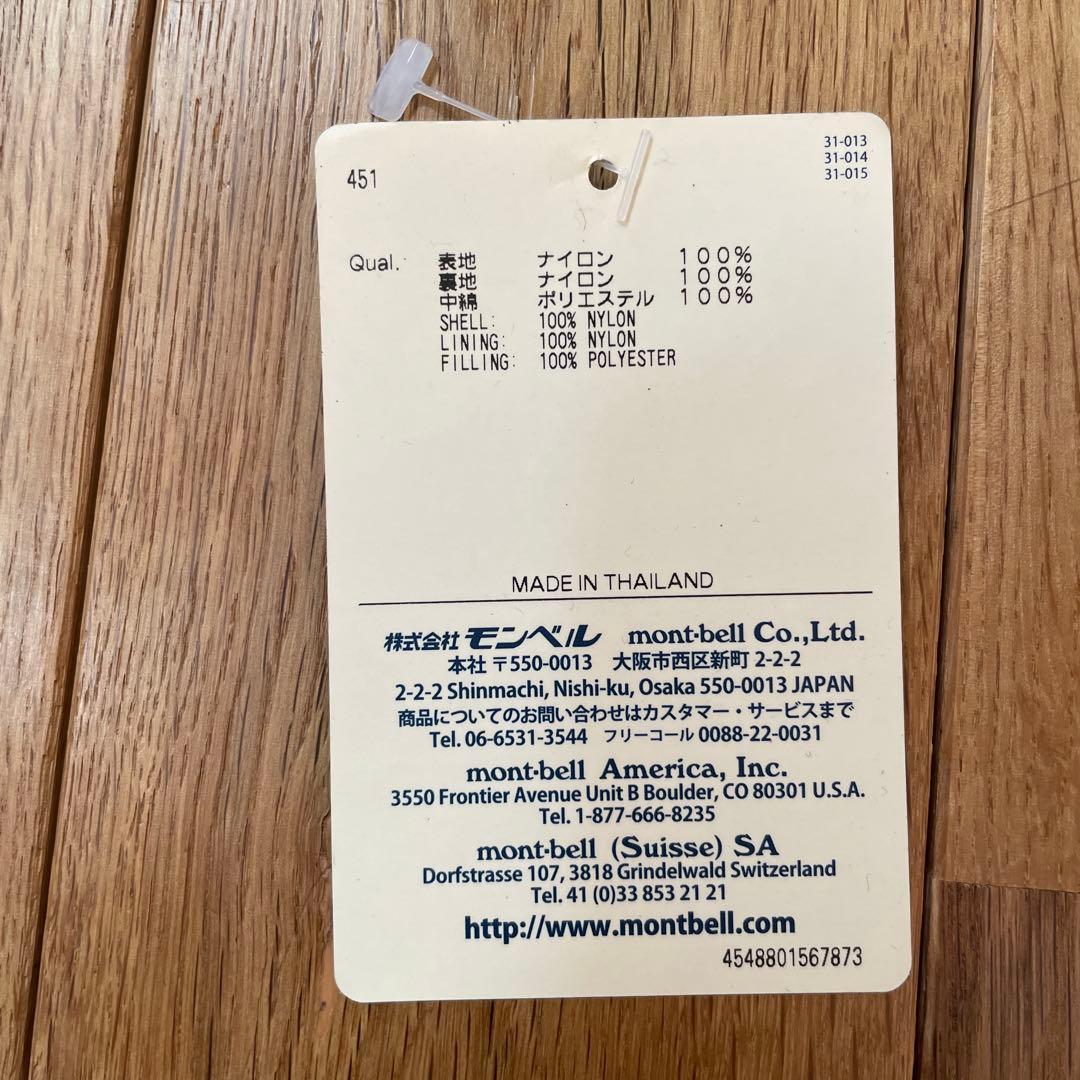 451
31-013
31-014
31-015
Qual. 表地 ナイロン 100%
裏地 ナイロン 100%
中綿 ポリエステル 100%
SHELL: 100% NYLON
LINING: 100% NYLON
FILLING: 100% POLYESTER
MADE IN THAILAND
株式会社 モンベル mont·bell Co.,Ltd.
本社 〒550-0013 大阪市西区新町 2-2-2
2-2-2 Shinmachi, Nishi-ku, Osaka 550-0013 JAPAN
商品についてのお問い合わせはカスタマー・サービスまで
Tel. 06-6531-3544 フリーコール 0088-22-0031
mont·bell America, Inc.
3550 Frontier Avenue Unit B Boulder, CO 80301 U.S.A.
Tel. 1-877-666-8235
mont·bell (Suisse) SA
Dorfstrasse 107, 3818 Grindelwald Switzerland
Tel. 41 (0)33 853 21 21
http://www.montbell.com
4548801567873